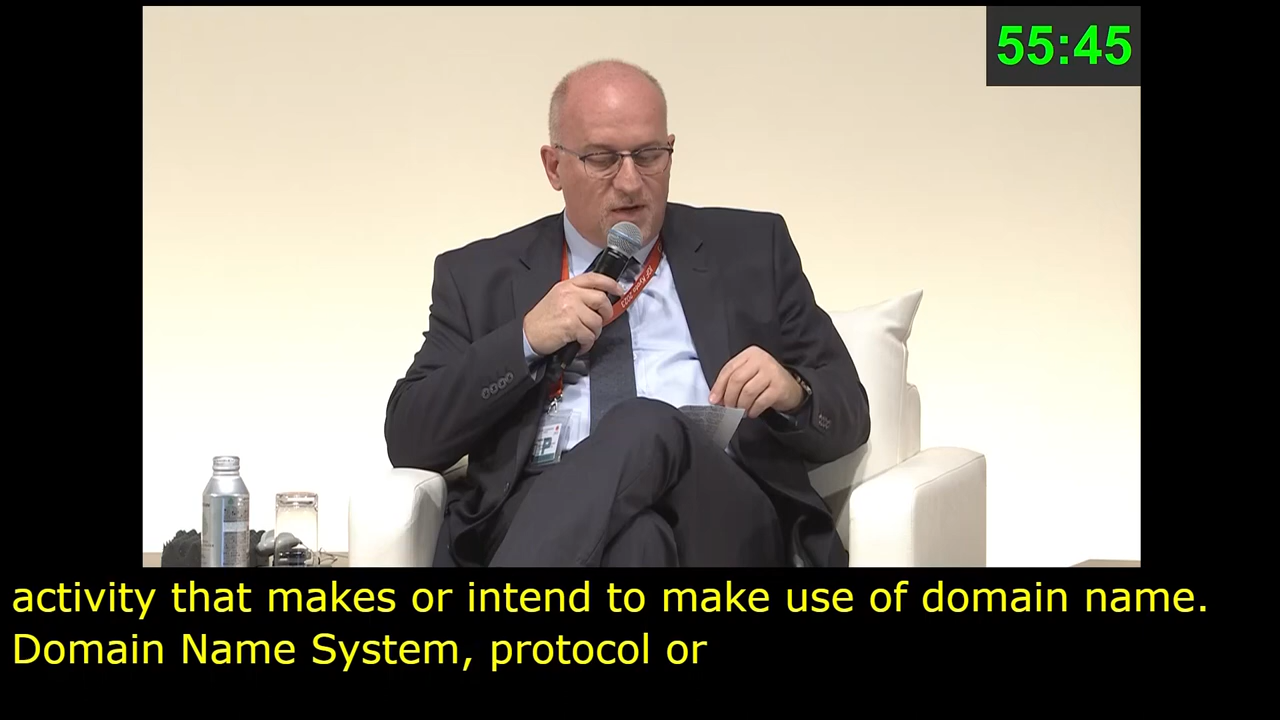 55:45
activity that makes or intend to make use of domain name.
Domain Name System, protocol or